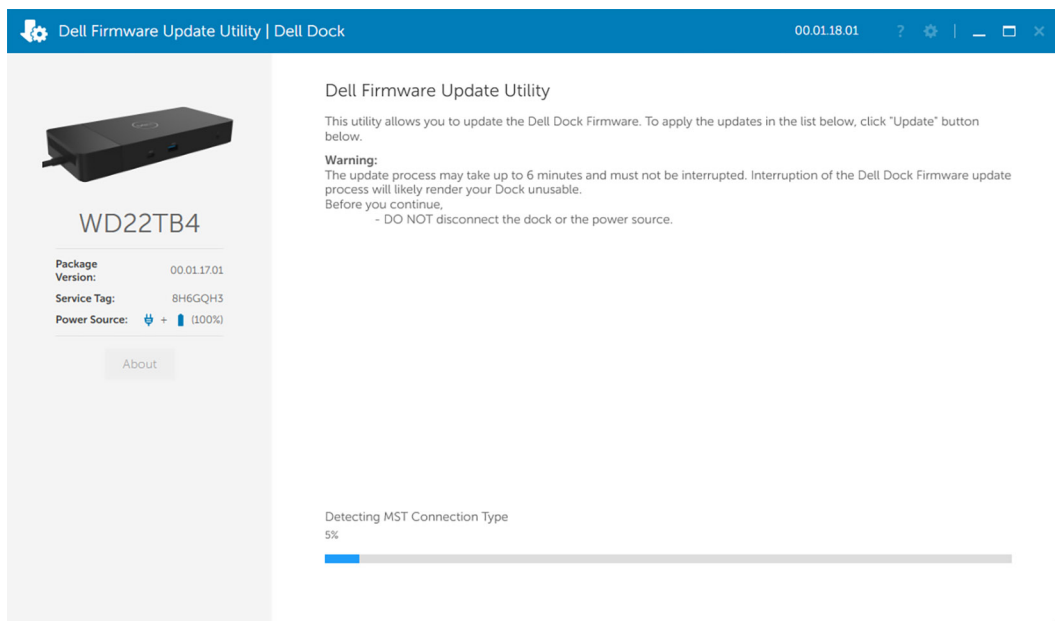 Dell Firmware Update Utility | Dell Dock
00.01.18.01
?
WD22TB4
Package
Version:
00.01.17.01
Service Tag: 8H6GQH3
Power Source: + (100%)
About
Dell Firmware Update Utility
This utility allows you to update the Dell Dock Firmware. To apply the updates in the list below, click "Update" button
below.
Warning:
The update process may take up to 6 minutes and must not be interrupted. Interruption of the Dell Dock Firmware update
process will likely render your Dock unusable.
Before you continue,
- DO NOT disconnect the dock or the power source.
Detecting MST Connection Type
5%